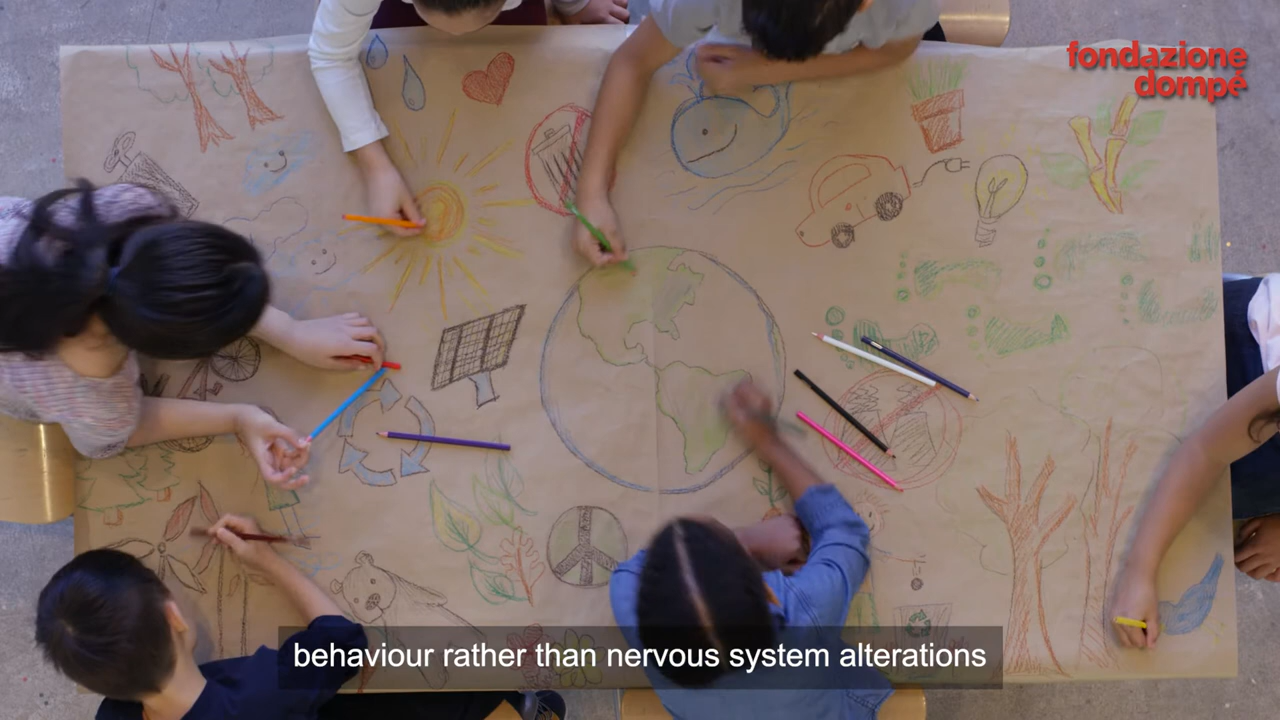 fondazione
dompé
behaviour rather than nervous system alterations